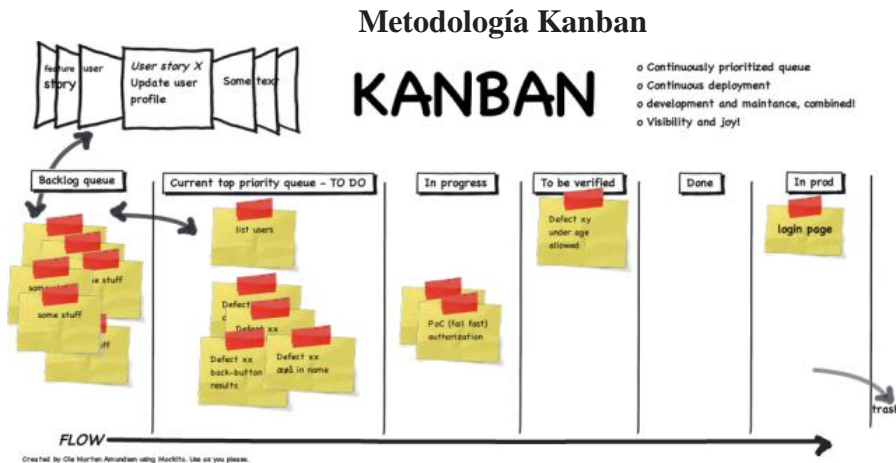 Metodología Kanban
feature
story
user
User story X
Update user
profile
Some text
KANBAN
o Continuously prioritized queue
o Continuous deployment
o development and maintance, combined!
o Visibility and joy!
Backlog queue
Current top priority queue - TO DO
In progress
To be verified
Done
In prod
some stuff
list users
Defect
Defect xx
Defect xx
back-button
results
Defect xx
æøå in name
PoC (fail fast)
authorization
Defect xy
under age
allowed
login page
trash
FLOW
Created by Ole Morten Amundsen using Mockits. Use as you please.